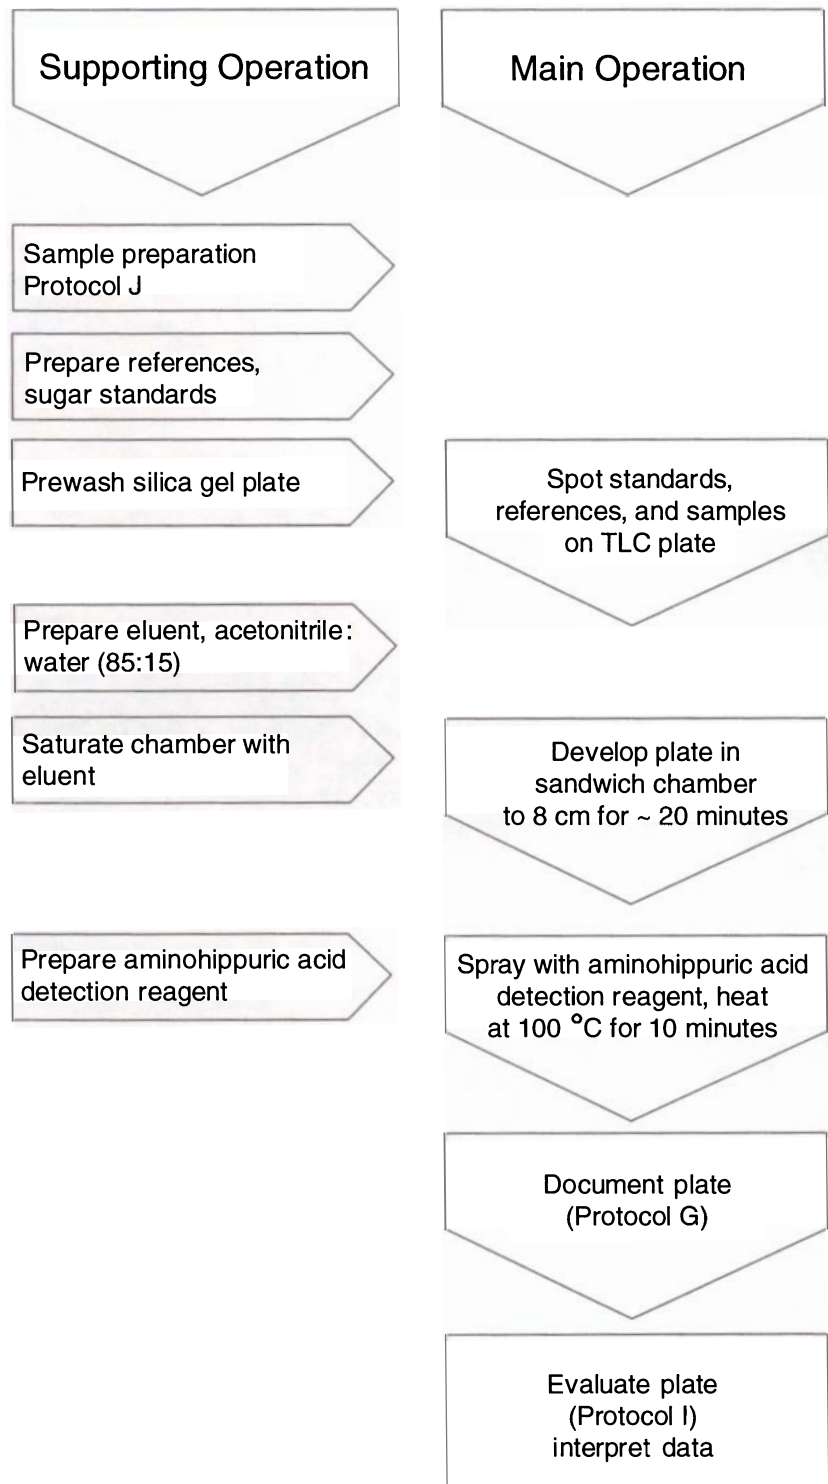 Supporting Operation
Main Operation
Sample preparation
Protocol J
Prepare references,
sugar standards
Prewash silica gel plate
Spot standards,
references, and samples
on TLC plate
Prepare eluent, acetonitrile:
water (85:15)
Saturate chamber with
eluent
Develop plate in
sandwich chamber
to 8 cm for ~ 20 minutes
Prepare aminohippuric acid
detection reagent
Spray with aminohippuric acid
detection reagent, heat
at 100 °C for 10 minutes
Document plate
(Protocol G)
Evaluate plate
(Protocol I)
interpret data